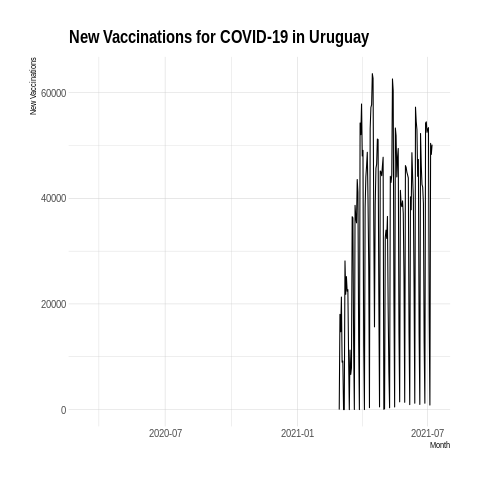 New Vaccinations for COVID-19 in Uruguay
New Vaccinations
60000
40000
20000
0
2020-07
2021-01
2021-07
Month